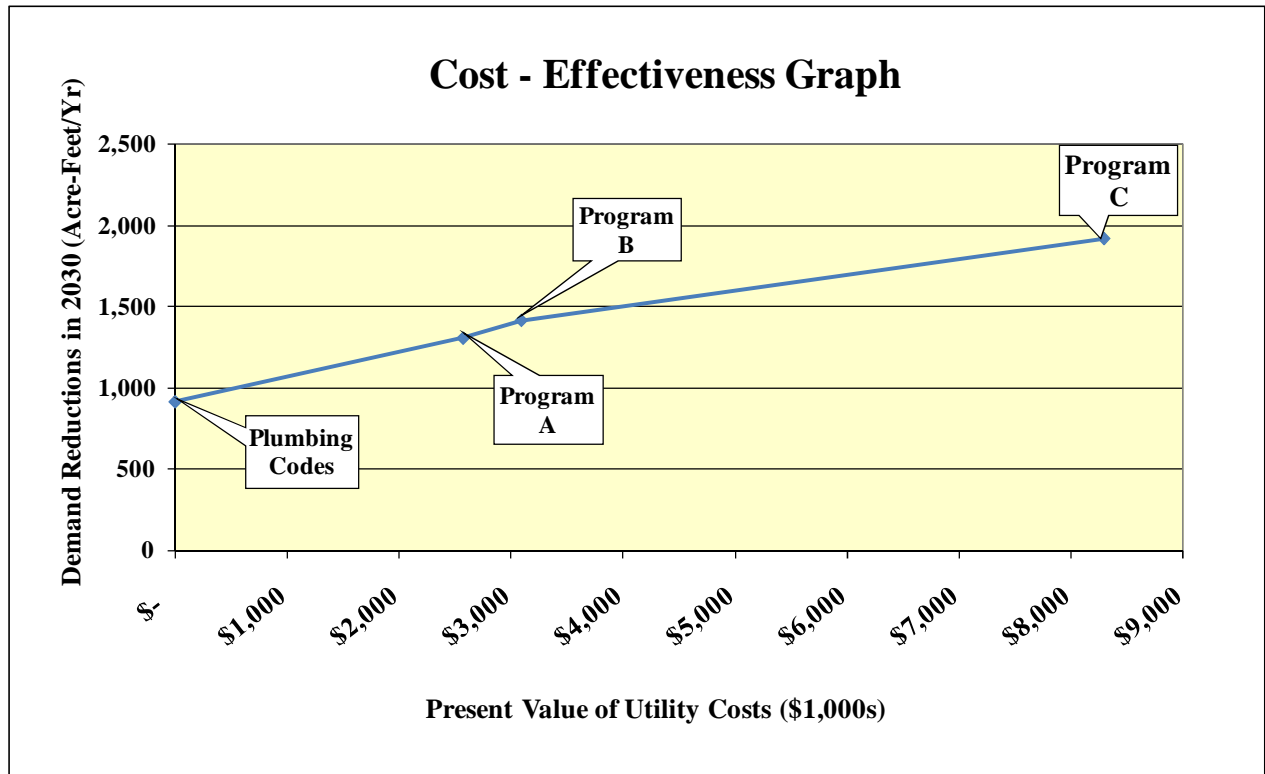 Cost - Effectiveness Graph
Demand Reductions in 2030 (Acre-Feet/Yr)
2,500
2,000
1,500
1,000
500
0
Program
C
Program
B
Program
A
Plumbing
Codes
$-
$1,000
$2,000
$3,000
$4,000
$5,000
$6,000
$7,000
$8,000
$9,000
Present Value of Utility Costs ($1,000s)